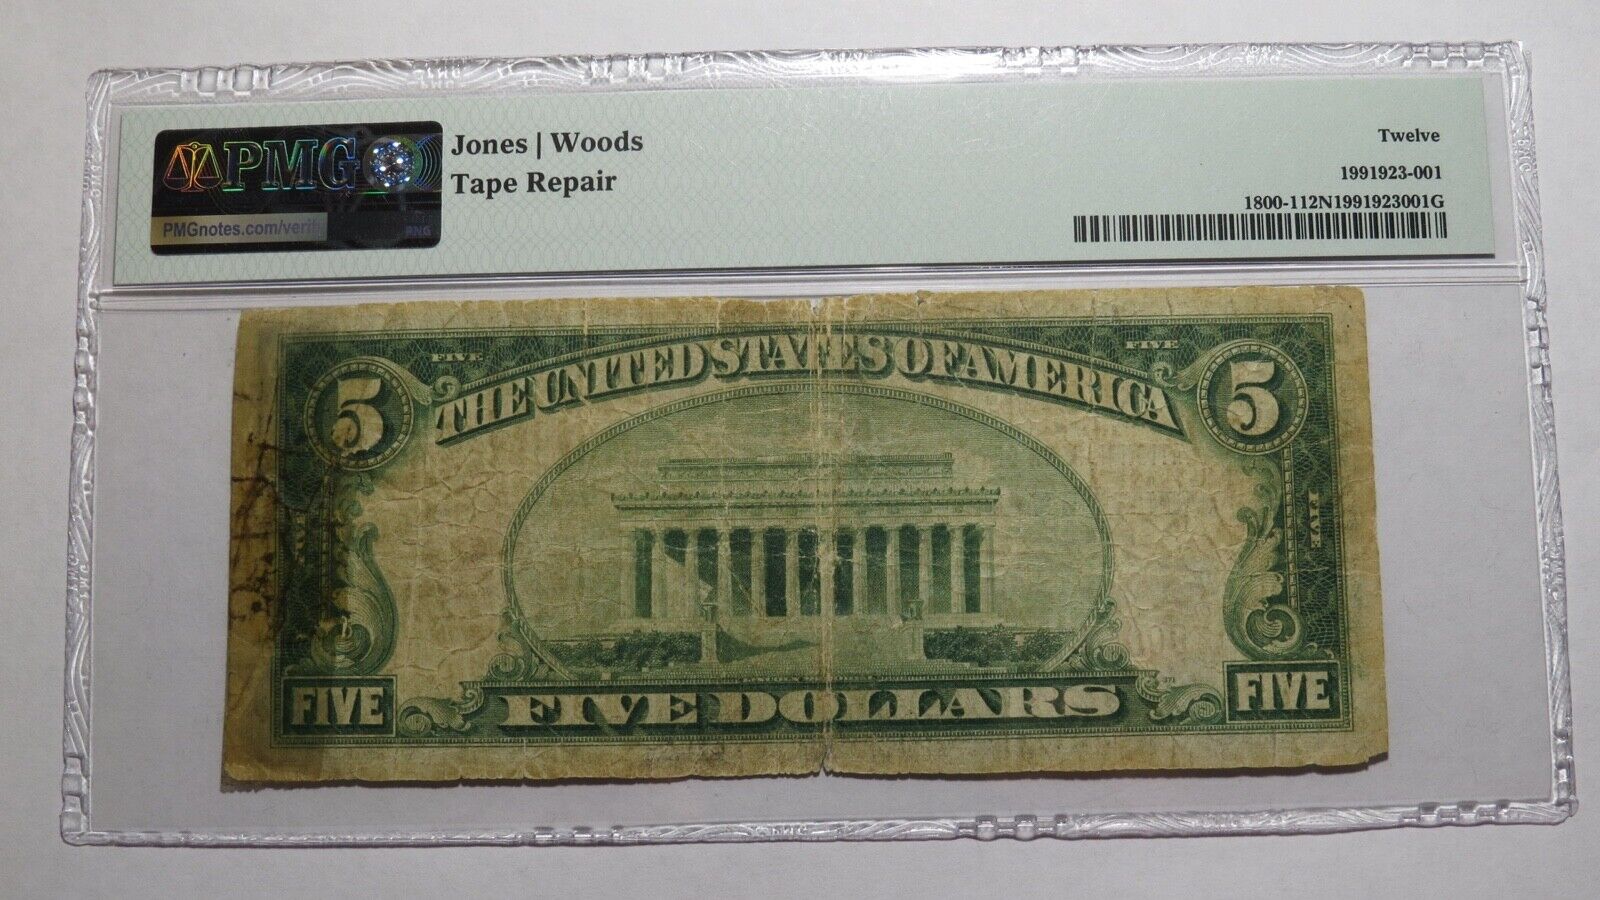 PMG
PMGnotes.com/verif
Jones | Woods
Tape Repair
Twelve
1991923-001
1800-112N1991923001G
FIVE FIVE
5 THE UNITED STATES OF AMERICA 5
FIVE
FIVE FIVE DOLLARS FIVE